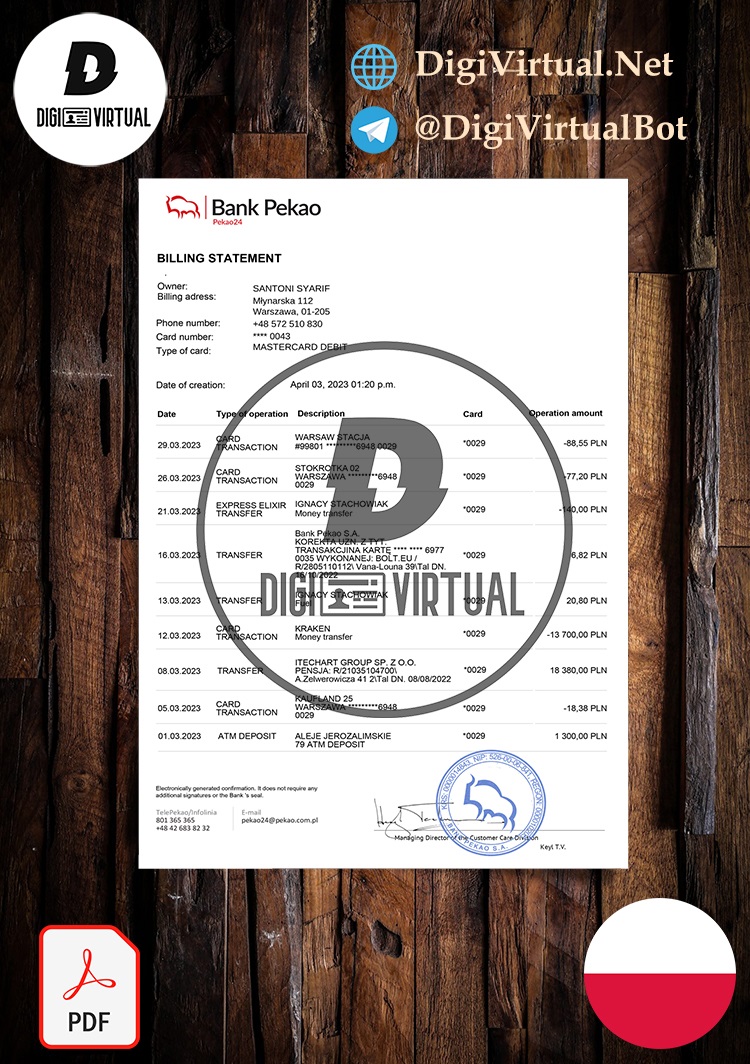 DIGI VIRTUAL
DigiVirtual.Net
@DigiVirtualBot
Bank Pekao
Pekao24
BILLING STATEMENT
Owner: SANTONI SYARIF
Billing adress: Młynarska 112
Warszawa, 01-205
Phone number: +48 572 510 830
Card number: **** 0043
Type of card: MASTERCARD DEBIT
Date of creation: April 03, 2023 01:20 p.m.
Date Type of operation Description Card Operation amount
29.03.2023 CARD TRANSACTION WARSAW STACJA #99801 *********6948 0029 *0029 -88,55 PLN
26.03.2023 CARD TRANSACTION STOKROTKA 02 WARSZAWA *********6948 0029 *0029 -77,20 PLN
21.03.2023 EXPRESS ELIXIR TRANSFER IGNACY STACHOWIAK Money transfer *0029 -140,00 PLN
16.03.2023 TRANSFER Bank Pekao S.A. KOREKTA UZN. Z TYT. TRANSAKCJINA KARTĘ **** **** 6977 0035 WYKONANEJ: BOLT.EU / R/2805110112\ Vana-Louna 39\Tal DN. 16/10/2022 *0029 6,82 PLN
13.03.2023 TRANSFER IGNACY STACHOWIAK Fuel *0029 20,80 PLN
12.03.2023 CARD TRANSACTION KRAKEN Money transfer *0029 -13 700,00 PLN
08.03.2023 TRANSFER ITECHART GROUP SP. Z O.O. PENSJA: R/21035104700\ A.Zelwerowicza 41 2\Tal DN. 08/08/2022 *0029 18 380,00 PLN
05.03.2023 CARD TRANSACTION KAUFLAND 25 WARSZAWA *********6948 0029 *0029 -18,38 PLN
01.03.2023 ATM DEPOSIT ALEJE JEROZALIMSKIE 79 ATM DEPOSIT *0029 1 300,00 PLN
DIGI VIRTUAL
Electronically generated confirmation. It does not require any
additional signatures or the Bank 's seal.
TelePekao/Infolinia E-mail
801 365 365 pekao24@pekao.com.pl
+48 42 683 82 32
BANK PEKAO S.A.
Managing Director of the Customer Care Division
Keyl T.V.
PDF